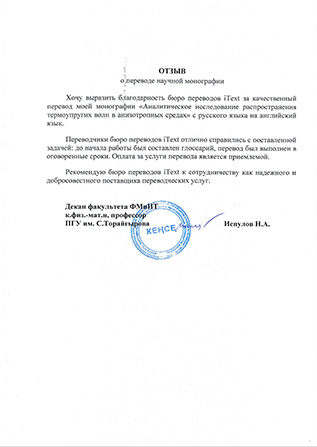 ОТЗЫВ
о переводе научной монографии
Хочу выразить благодарность бюро переводов iText за качественный
перевод моей монографии «Аналитическое исследование распространения
термоупругих волн в анизотропных средах» с русского языка на английский
язык.
Переводчики бюро переводов iText отлично справились с поставленной
задачей: до начала работы был составлен глоссарий, перевод был выполнен в
оговоренные сроки. Оплата за услуги перевода является приемлемой.
Рекомендую бюро переводов iText к сотрудничеству как надежного и
добросовестного поставщика переводческих услуг.
Декан факультета ФМиИТ
к.физ.-мат.н, профессор
ПГУ им. С.Торайгырова Испулов Н.А.
КЕҢСЕ